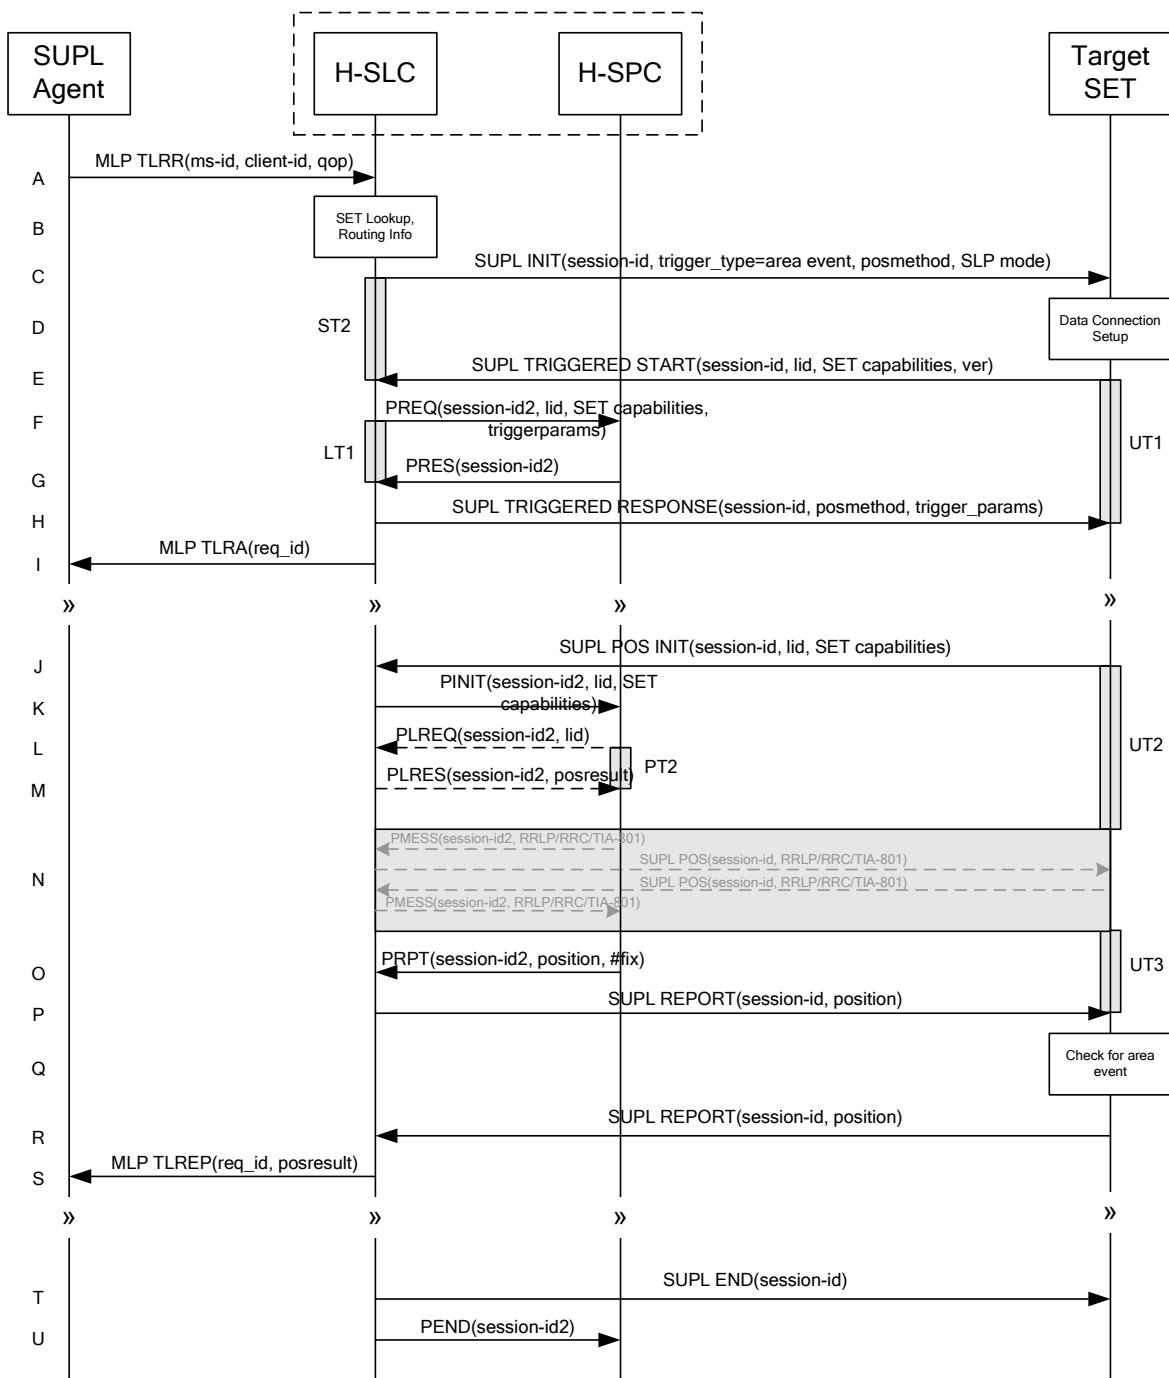 SUPL
Agent
H-SLC
H-SPC
Target
SET
A
MLP TLRR(ms-id, client-id, qop)
B
SET Lookup,
Routing Info
C
SUPL INIT(session-id, trigger_type=area event, posmethod, SLP mode)
D
ST2
Data Connection
Setup
E
SUPL TRIGGERED START(session-id, lid, SET capabilities, ver)
F
PREQ(session-id2, lid, SET capabilities,
triggerparams)
LT1
UT1
G
PRES(session-id2)
H
SUPL TRIGGERED RESPONSE(session-id, posmethod, trigger_params)
I
MLP TLRA(req_id)
»
»
»
»
J
SUPL POS INIT(session-id, lid, SET capabilities)
K
PINIT(session-id2, lid, SET
capabilities)
L
PLREQ(session-id2, lid)
UT2
PT2
M
PLRES(session-id2, posresult)
N
PMESS(session-id2, RRLP/RRC/TIA-801)
SUPL POS(session-id, RRLP/RRC/TIA-801)
SUPL POS(session-id, RRLP/RRC/TIA-801)
PMESS(session-id2, RRLP/RRC/TIA-801)
O
PRPT(session-id2, position, #fix)
UT3
P
SUPL REPORT(session-id, position)
Q
Check for area
event
R
SUPL REPORT(session-id, position)
S
MLP TLREP(req_id, posresult)
»
»
»
»
T
SUPL END(session-id)
U
PEND(session-id2)